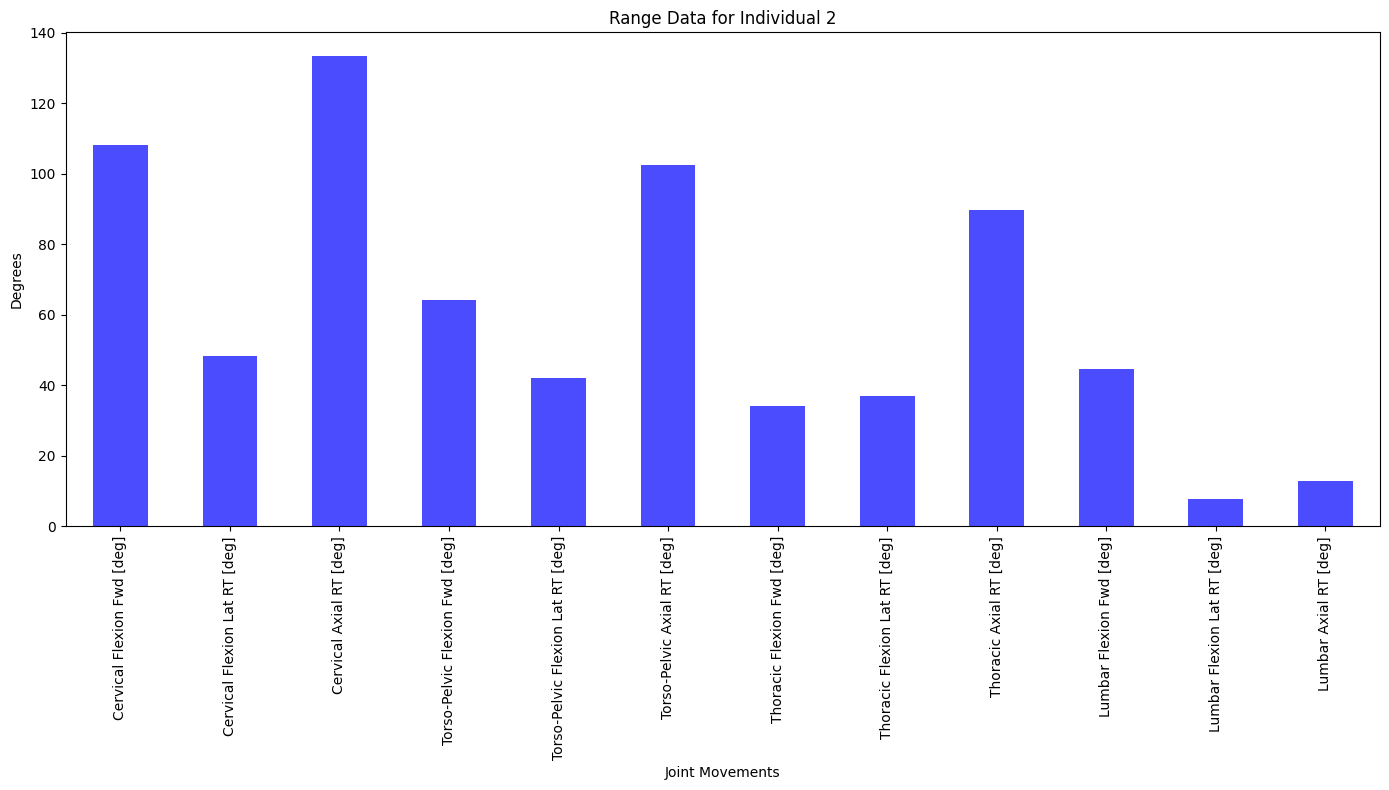 Range Data for Individual 2
140
120
100
80
60
40
20
0
Degrees
Cervical Flexion Fwd [deg]
Cervical Flexion Lat RT [deg]
Cervical Axial RT [deg]
Torso-Pelvic Flexion Fwd [deg]
Torso-Pelvic Flexion Lat RT [deg]
Torso-Pelvic Axial RT [deg]
Thoracic Flexion Fwd [deg]
Thoracic Flexion Lat RT [deg]
Thoracic Axial RT [deg]
Lumbar Flexion Fwd [deg]
Lumbar Flexion Lat RT [deg]
Lumbar Axial RT [deg]
Joint Movements